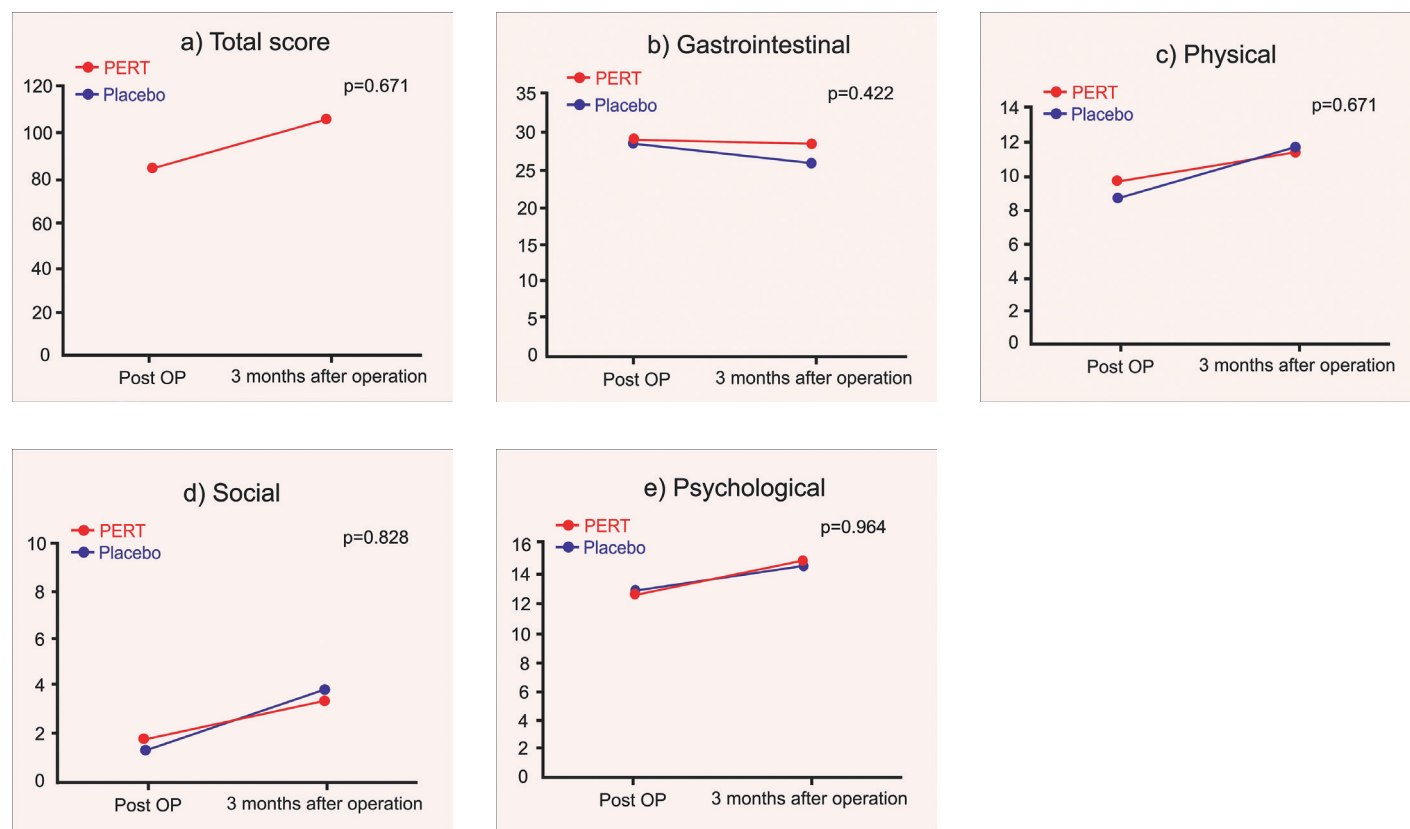 a) Total score
PERT
Placebo
p=0.671
120
100
80
60
40
20
0
Post OP
3 months after operation
b) Gastrointestinal
PERT
Placebo
p=0.422
35
30
25
20
15
10
5
0
Post OP
3 months after operation
c) Physical
PERT
Placebo
p=0.671
14
12
10
8
6
4
2
0
Post OP
3 months after operation
d) Social
PERT
Placebo
p=0.828
10
8
6
4
2
0
Post OP
3 months after operation
e) Psychological
PERT
Placebo
p=0.964
16
14
12
10
8
6
4
2
0
Post OP
3 months after operation